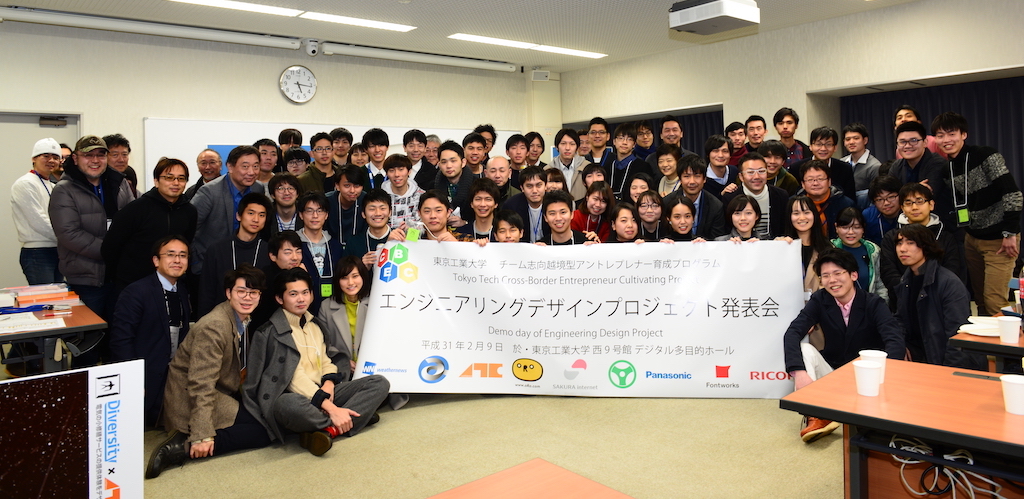 C B E C
東京工業大学 チーム志向越境型アントレプレナー育成プログラム
Tokyo Tech Cross-Border Entrepreneur Cultivating
エンジニアリングデザインプロジェクト発表会
Demo day of Engineering Design Project
平成31年2月9日 於・東京工業大学 西9号館 デジタル多目的ホール
WNI weathernews
SAKURA internet
Panasonic
Fontworks
RICOH
Diversity ×